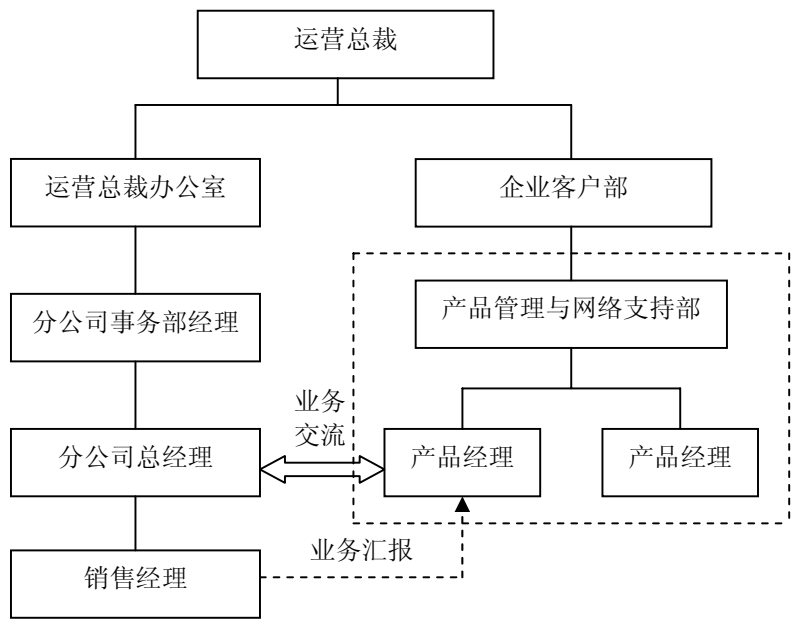 运营总裁
运营总裁办公室
企业客户部
分公司事务部经理
产品管理与网络支持部
业务
交流
分公司总经理
产品经理
产品经理
业务汇报
销售经理